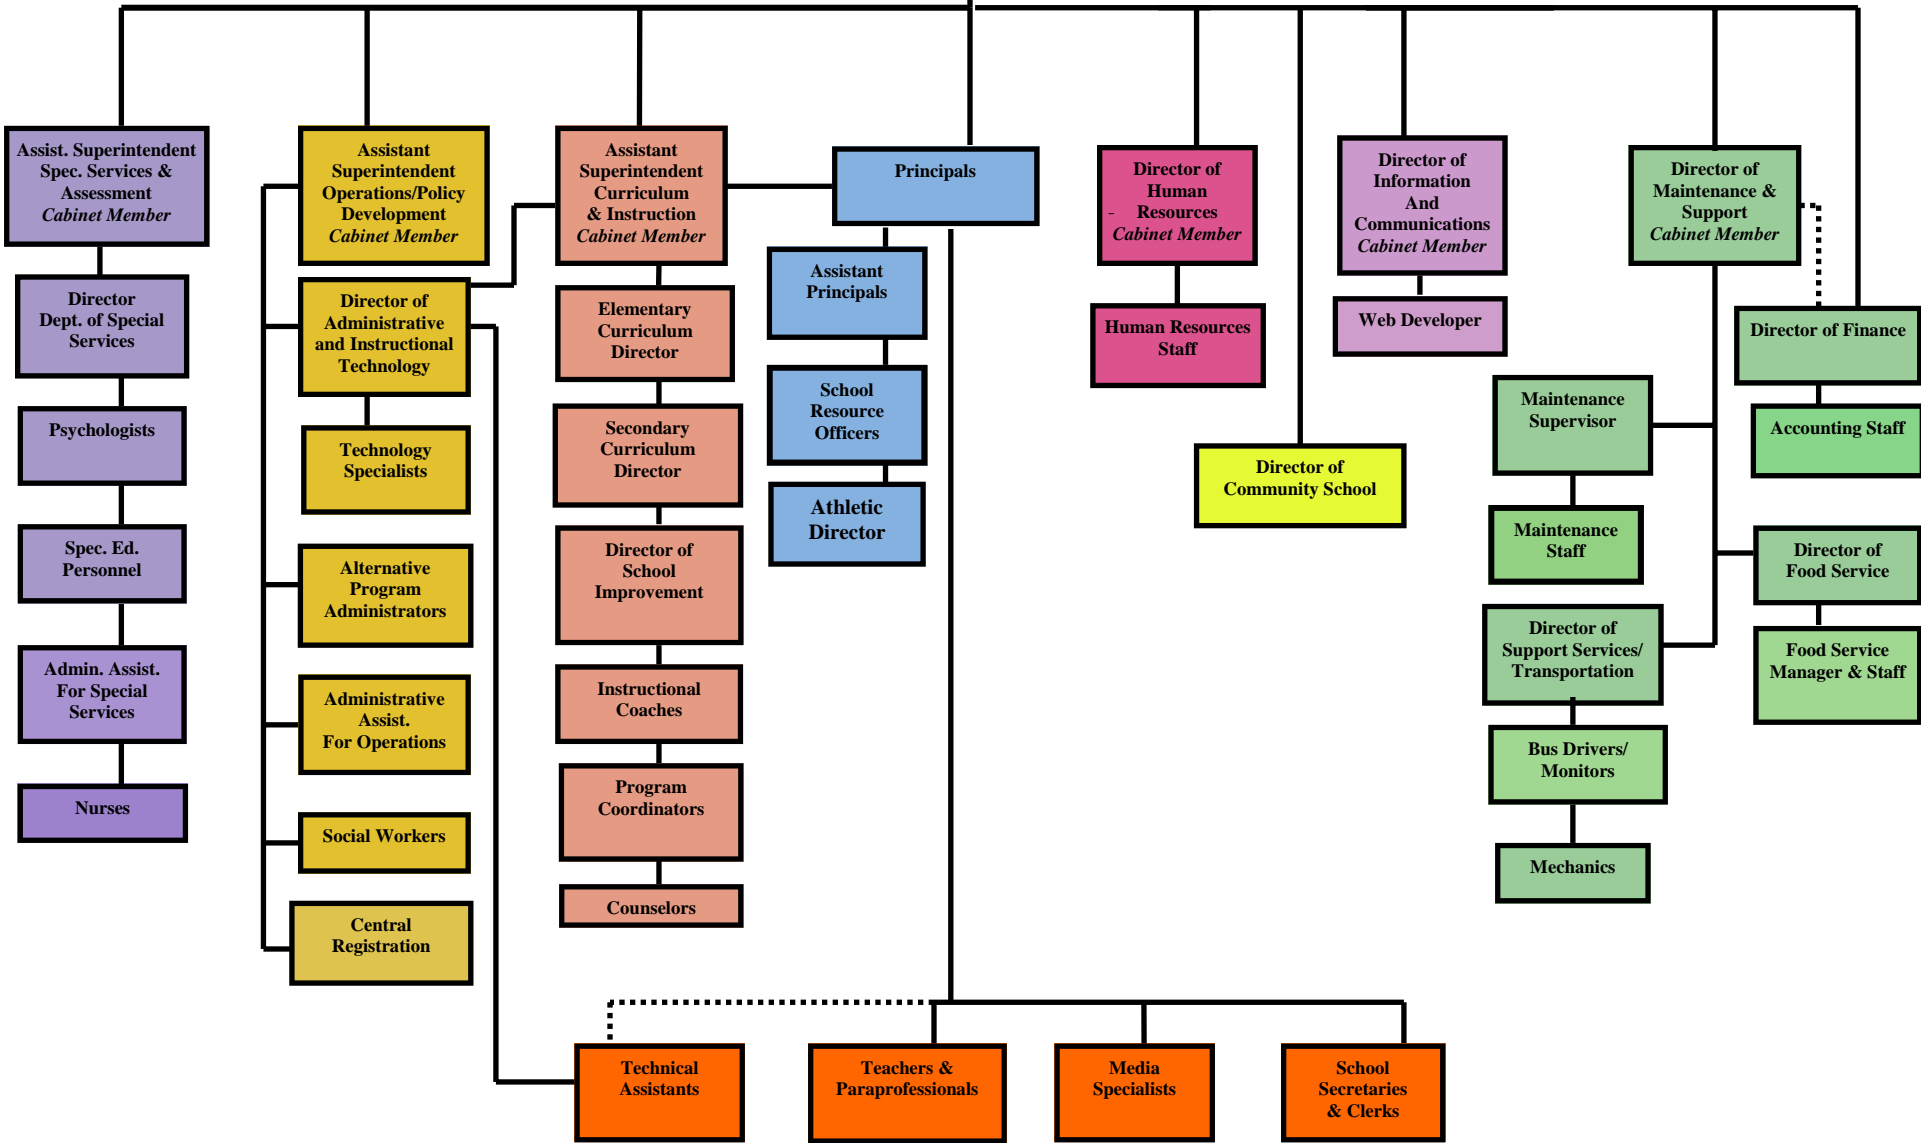 Assist. Superintendent
Spec. Services &
Assessment
Cabinet Member
Director
Dept. of Special
Services
Psychologists
Spec. Ed.
Personnel
Admin. Assist.
For Special
Services
Nurses
Assistant
Superintendent
Operations/Policy
Development
Cabinet Member
Director of
Administrative
and Instructional
Technology
Technology
Specialists
Alternative
Program
Administrators
Administrative
Assist.
For Operations
Social Workers
Central
Registration
Assistant
Superintendent
Curriculum
& Instruction
Cabinet Member
Elementary
Curriculum
Director
Secondary
Curriculum
Director
Director of
School
Improvement
Instructional
Coaches
Program
Coordinators
Counselors
Principals
Assistant
Principals
School
Resource
Officers
Athletic
Director
Director of
Human
- Resources
Cabinet Member
Human Resources
Staff
Director of
Community School
Director of
Information
And
Communications
Cabinet Member
Web Developer
Director of
Maintenance &
Support
Cabinet Member
Director of Finance
Accounting Staff
Maintenance
Supervisor
Maintenance
Staff
Director of
Food Service
Food Service
Manager & Staff
Director of
Support Services/
Transportation
Bus Drivers/
Monitors
Mechanics
Technical
Assistants
Teachers &
Paraprofessionals
Media
Specialists
School
Secretaries
& Clerks